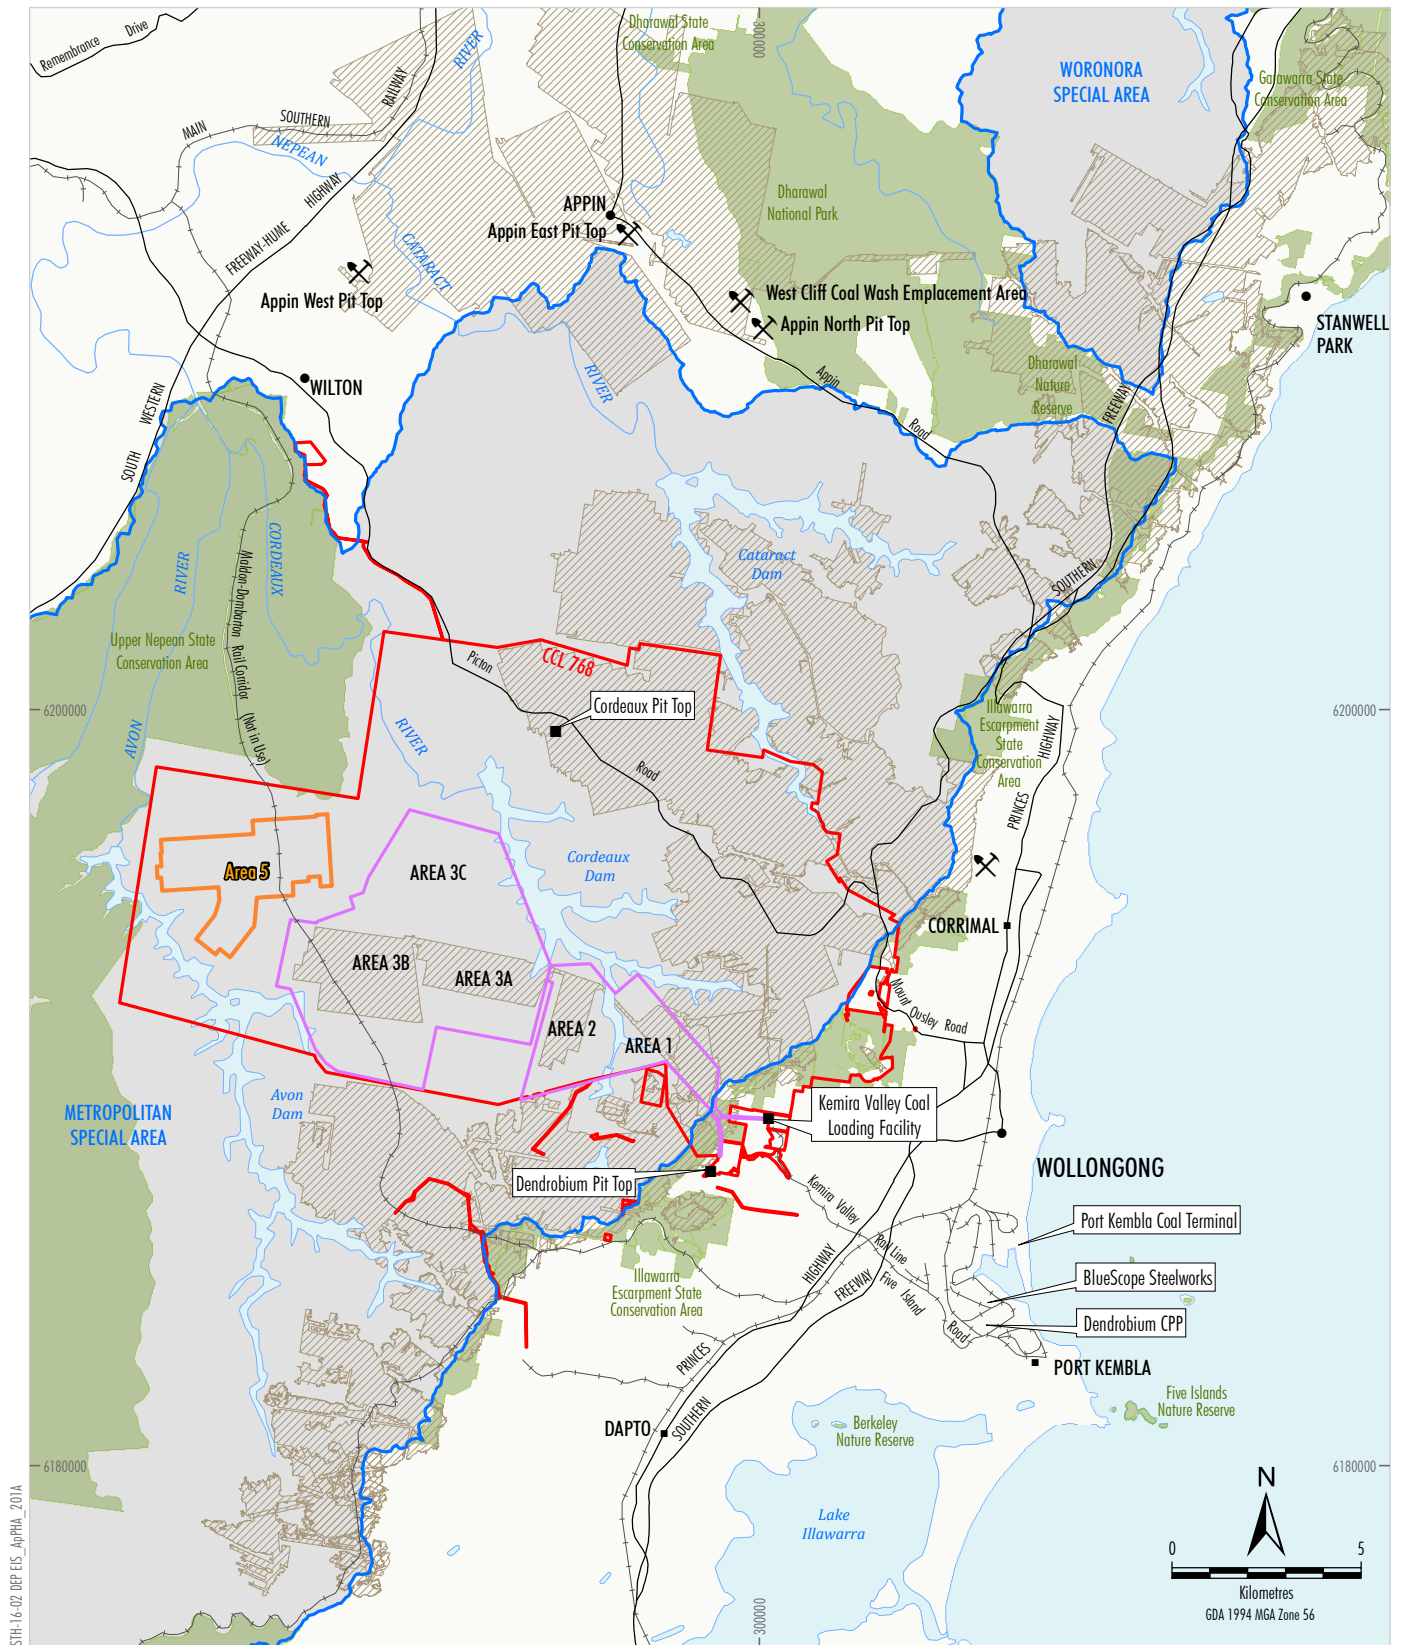 Remembrance Drive
RIVER
RAILWAY
MAIN
SOUTHERN
NEPEAN
Dharawal State
Conservation Area
300000
WORONORA
SPECIAL AREA
Garawarra State
Conservation Area
FREEWAY-HUME
HIGHWAY
CATARACT
APPIN
Appin East Pit Top
Dharawal
National Park
Appin West Pit Top
West Cliff Coal Wash Emplacement Area
Appin North Pit Top
STANWELL
PARK
WILTON
RIVER
Appin
Road
Dharawal
Nature
Reserve
FREEWAY
SOUTH
WESTERN
RIVER
CORDEAUX
Maldon-Dombarton Rail Corridor (Not in Use)
Cataract
Dam
SOUTHERN
Upper Nepean State
Conservation Area
Picton
CCL 768
Cordeaux Pit Top
6200000
6200000
AVON
RIVER
Road
Illawarra
Escarpment
State
Conservation
Area
HIGHWAY
PRINCES
Area 5
AREA 3C
Cordeaux
Dam
CORRIMAL
AREA 3B
AREA 3A
AREA 2
AREA 1
Mount Ousley Road
METROPOLITAN
SPECIAL AREA
Avon
Dam
Kemira Valley Coal
Loading Facility
WOLLONGONG
Dendrobium Pit Top
Kemira Valley
Rail Line
Port Kembla Coal Terminal
HIGHWAY
FREEWAY
Five Island
Road
BlueScope Steelworks
Illawarra
Escarpment State
Conservation Area
Dendrobium CPP
PRINCES
PORT KEMBLA
DAPTO
SOUTHERN
Berkeley
Nature Reserve
Five Islands
Nature Reserve
6180000
6180000
Lake
Illawarra
N
0
5
Kilometres
GDA 1994 MGA Zone 56
300000
STH-16-02 DEP EIS_ApPHA_201A